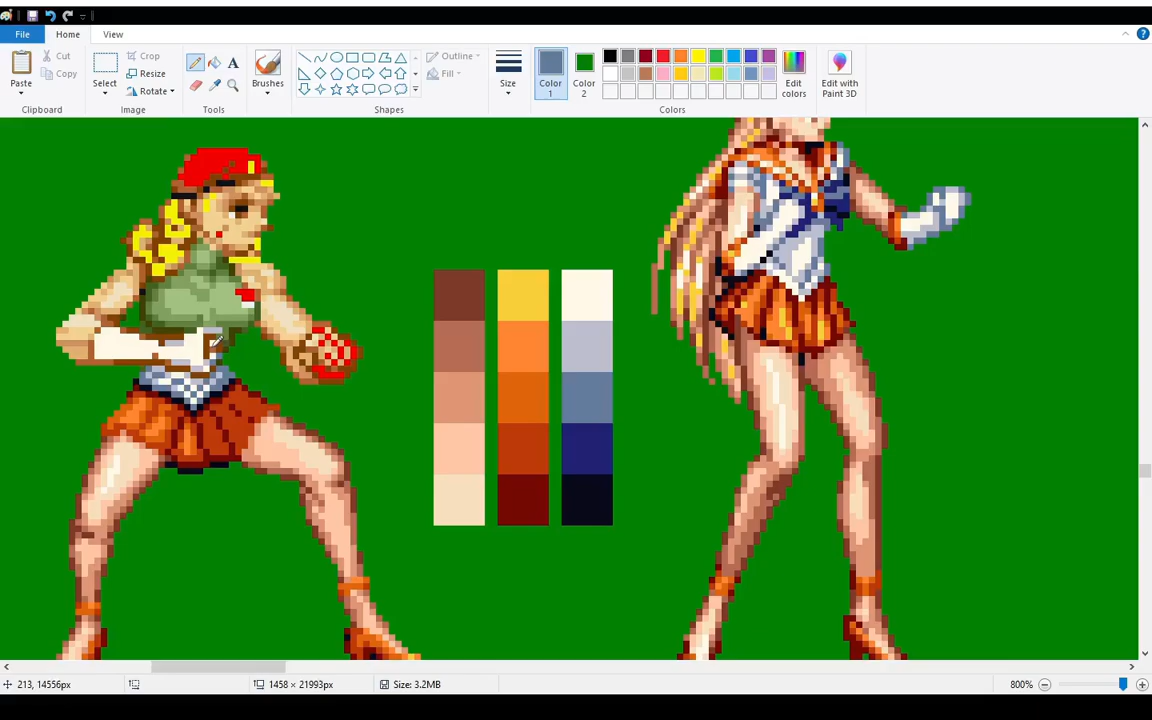 File Home View
Paste
Cut
Copy
Clipboard
Select
Crop
Resize
Rotate
Image
A
Tools
Brushes
Outline
Fill
Shapes
Size
Color 1
Color 2
Edit colors
Colors
Edit with Paint 3D
213, 14556px
1458 × 21993px
Size: 3.2MB
800%